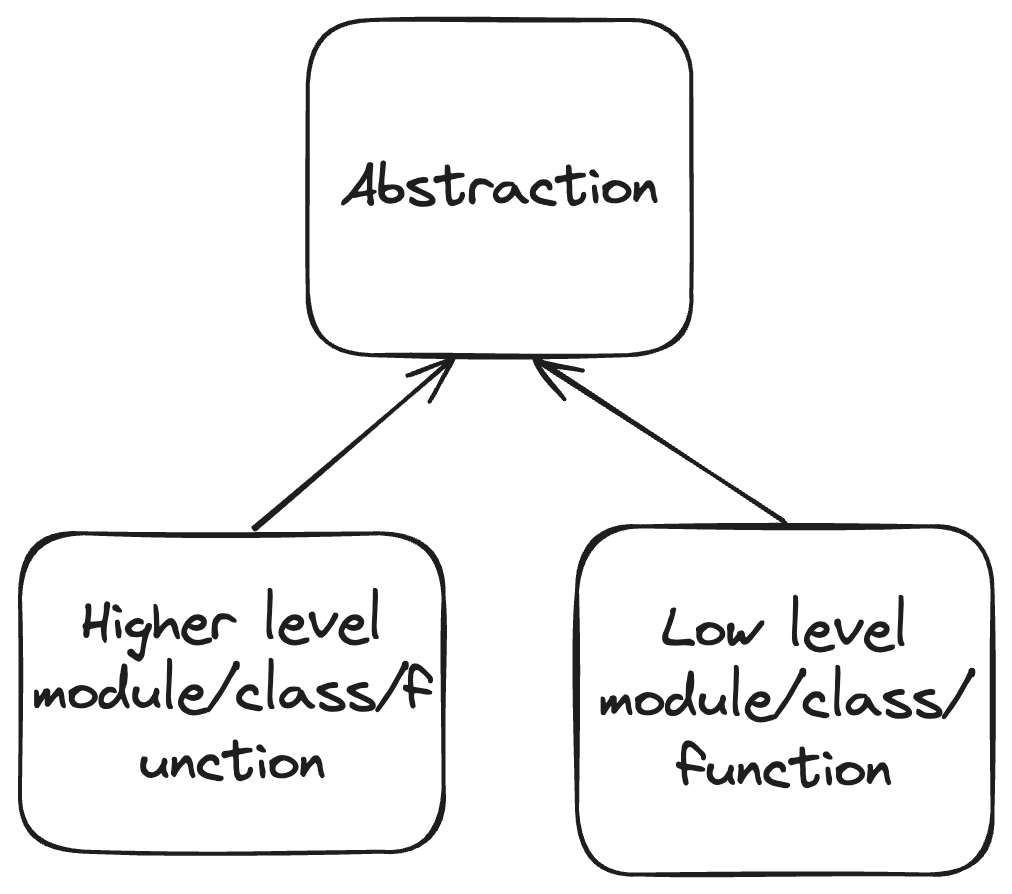 Abstraction
Higher level
module/class/f
unction
Low level
module/class/
function